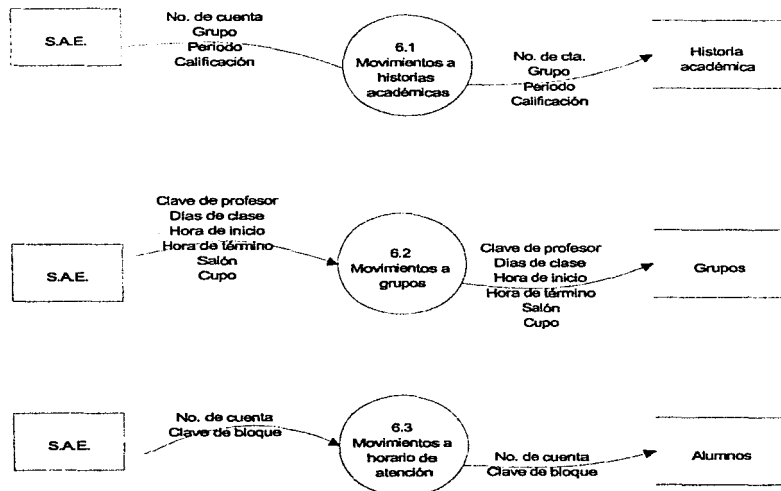 S.A.E.
No. de cuenta
Grupo
Periodo
Calificación
6.1
Movimientos a
historias
académicas
No. de cta.
Grupo
Periodo
Calificación
Historia
académica
S.A.E.
Clave de profesor
Días de clase
Hora de inicio
Hora de término
Salón
Cupo
6.2
Movimientos a
grupos
Clave de profesor
Días de clase
Hora de inicio
Hora de término
Salón
Cupo
Grupos
S.A.E.
No. de cuenta
Clave de bloque
6.3
Movimientos a
horario de
atención
No. de cuenta
Clave de bloque
Alumnos